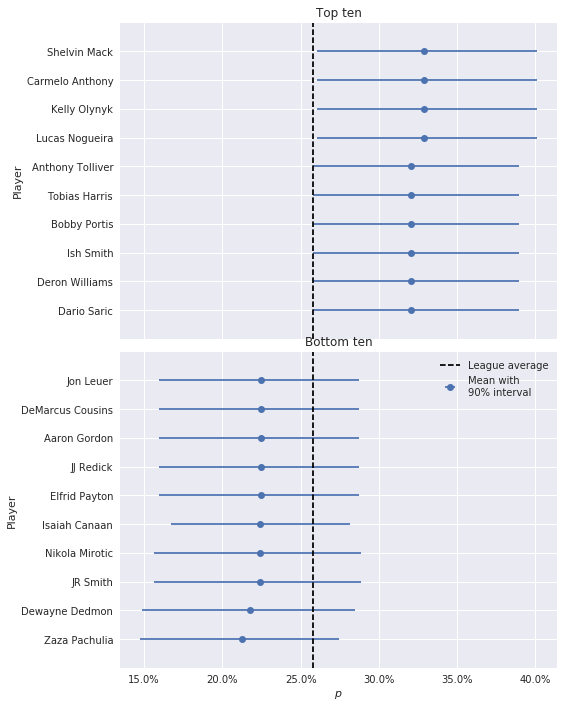 Top ten
Player
Shelvin Mack
Carmelo Anthony
Kelly Olynyk
Lucas Nogueira
Anthony Tolliver
Tobias Harris
Bobby Portis
Ish Smith
Deron Williams
Dario Saric
Bottom ten
League average
Mean with
90% interval
Player
Jon Leuer
DeMarcus Cousins
Aaron Gordon
JJ Redick
Elfrid Payton
Isaiah Canaan
Nikola Mirotic
JR Smith
Dewayne Dedmon
Zaza Pachulia
15.0% 20.0% 25.0% 30.0% 35.0% 40.0%
p